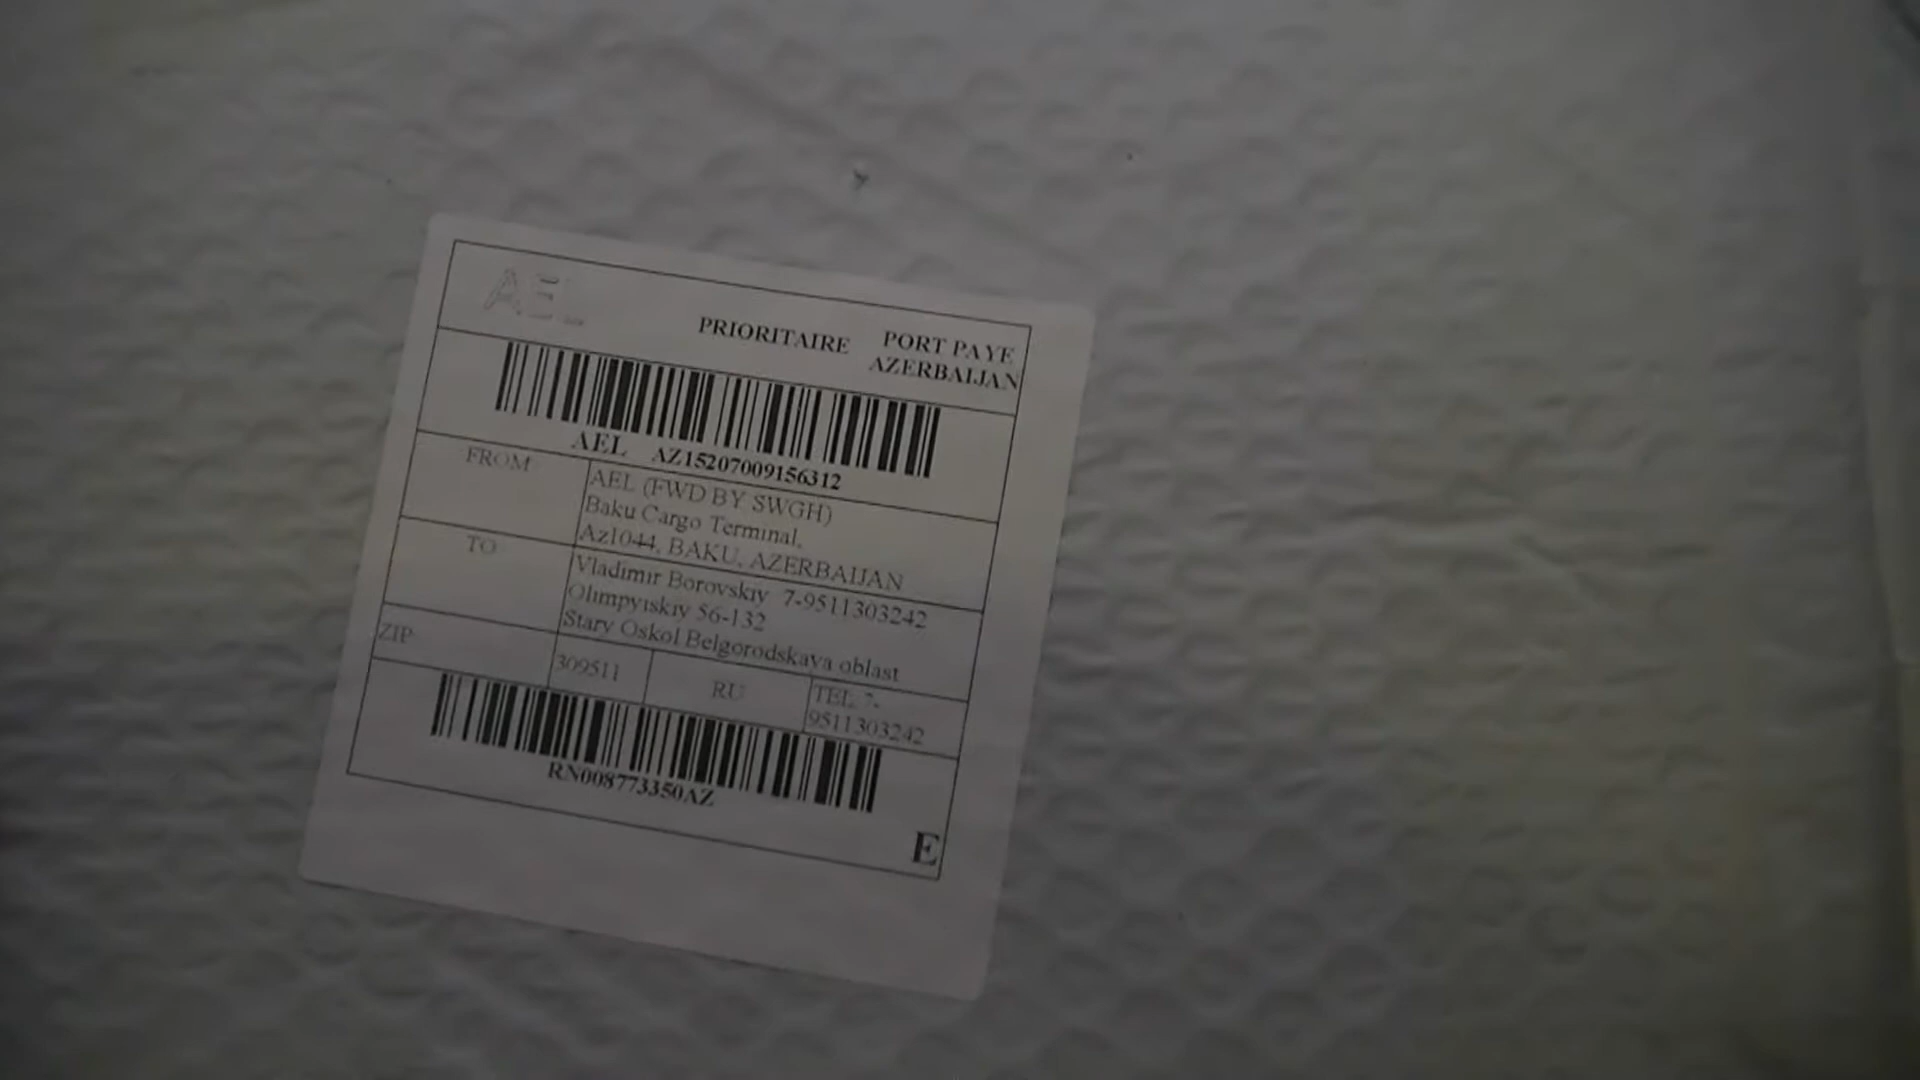 AEL
PRIORITAIRE PORT PAYE
AZERBAIJAN
AEL AZ15207009156312
FROM
AEL (FWD BY SWGH)
Baku Cargo Terminal,
Az1044, BAKU, AZERBAIJAN
TO
Vladimir Borovskiy 7-9511303242
Olimpyiskiy 56-132
Stary Oskol Belgorodskaya oblast
ZIP
309511
RU
TEL: 7-
9511303242
RN008773350AZ
E